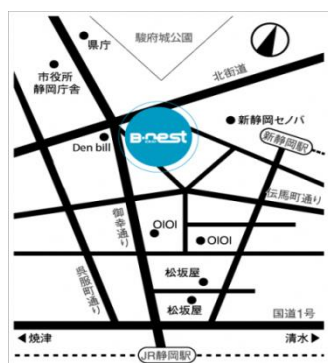 駿府城公園
県庁
市役所
静岡庁舎
北街道
B-nest
Den bill
新静岡セノバ
新静岡駅
伝馬町通り
御幸通り
OIOI
OIOI
呉服町通り
松坂屋
松坂屋
国道1号
◀焼津
清水▶
JR静岡駅